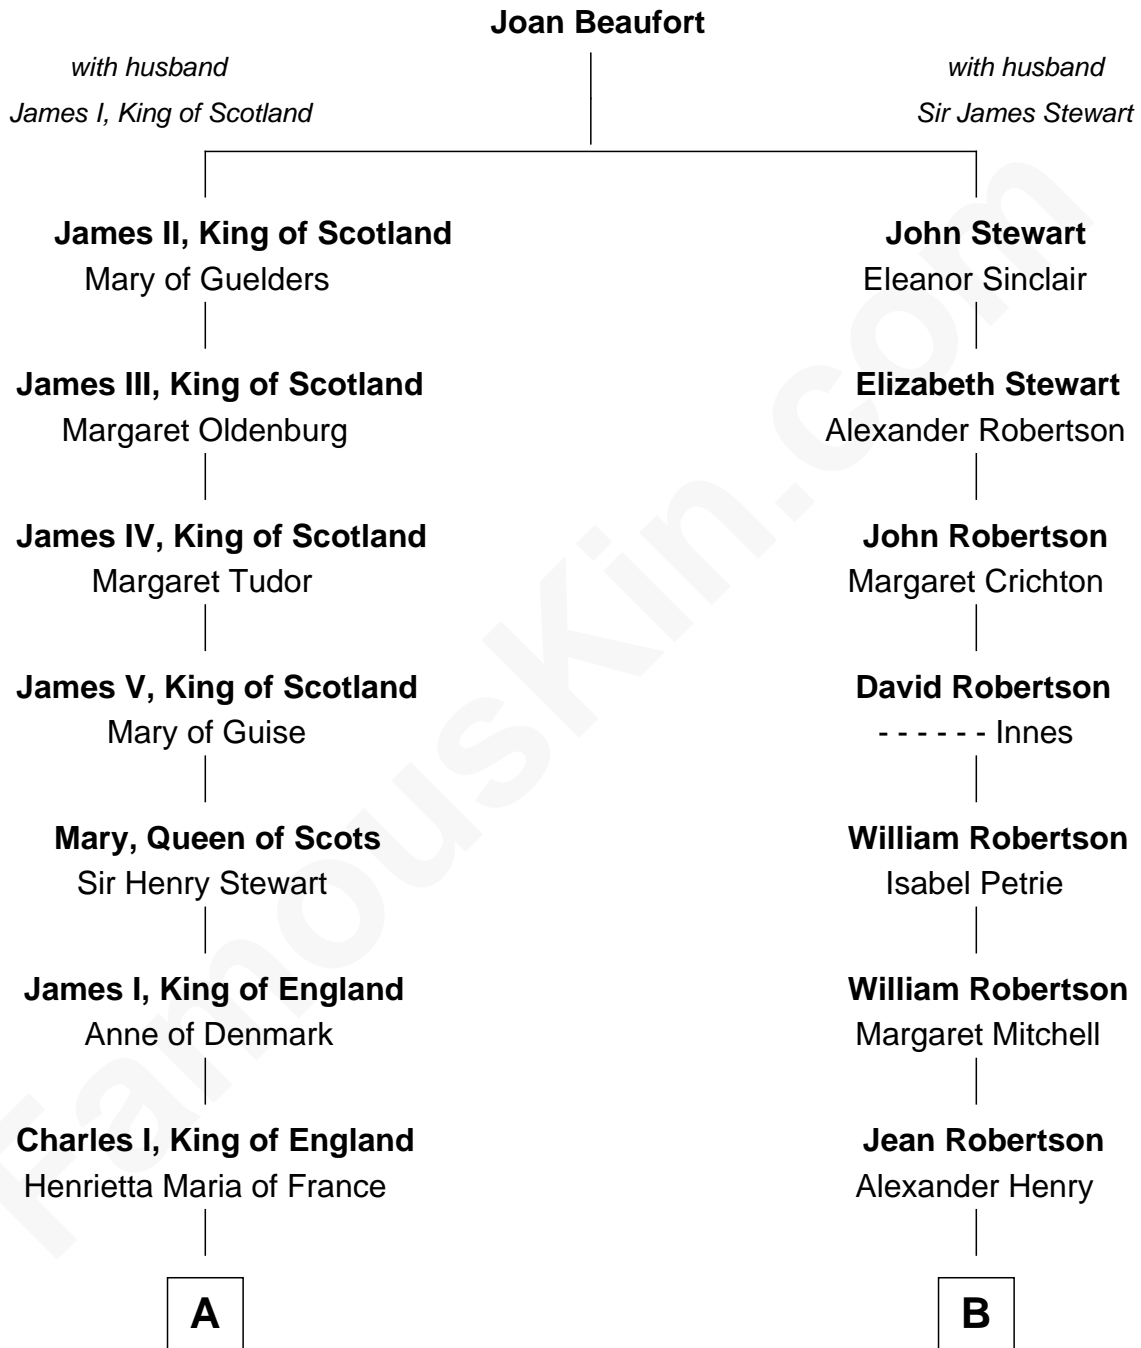 Joan Beaufort
with husband
James I, King of Scotland
with husband
Sir James Stewart
James II, King of Scotland
Mary of Guelders
John Stewart
Eleanor Sinclair
James III, King of Scotland
Margaret Oldenburg
Elizabeth Stewart
Alexander Robertson
James IV, King of Scotland
Margaret Tudor
John Robertson
Margaret Crichton
James V, King of Scotland
Mary of Guise
David Robertson
- - - - - - Innes
Mary, Queen of Scots
Sir Henry Stewart
William Robertson
Isabel Petrie
James I, King of England
Anne of Denmark
William Robertson
Margaret Mitchell
Charles I, King of England
Henrietta Maria of France
Jean Robertson
Alexander Henry
A
B
FamousKin.com